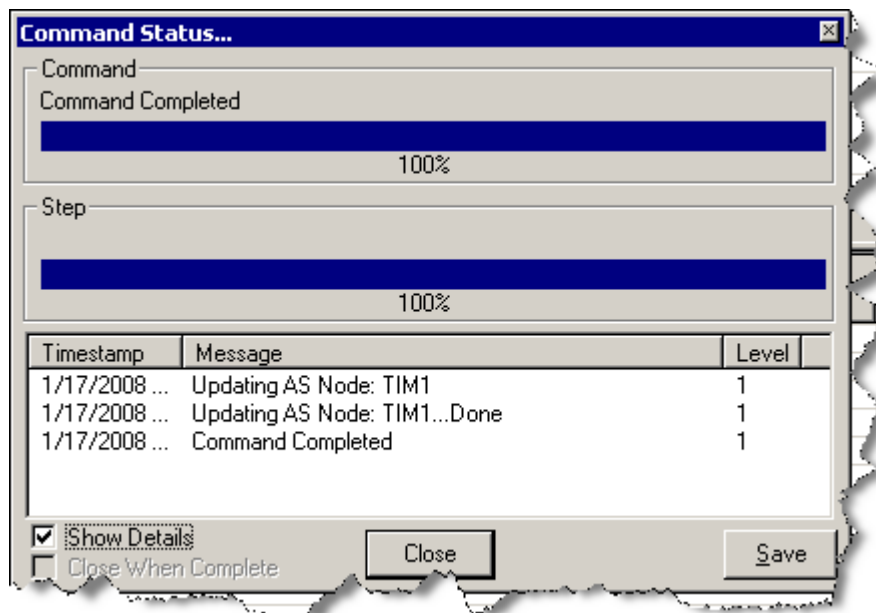 Command Status...
Command
Command Completed
100%
Step
100%
Timestamp Message Level
1/17/2008 ... Updating AS Node: TIM1 1
1/17/2008 ... Updating AS Node: TIM1...Done 1
1/17/2008 ... Command Completed 1
Show Details
Close When Complete
Close
Save